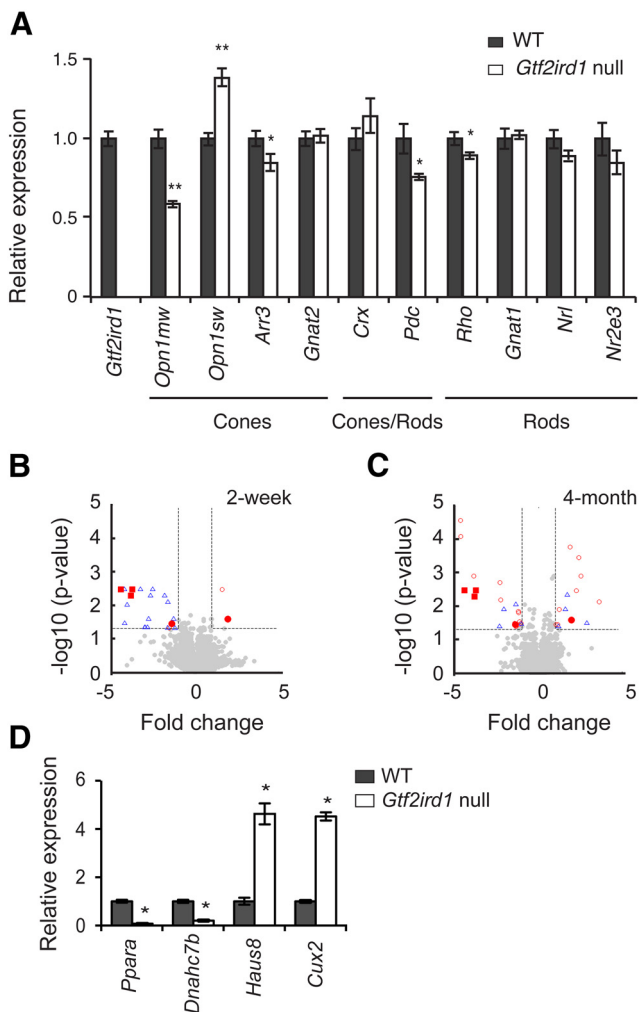 A
WT
Gtf2ird1 null
Relative expression
1.5
1.0
0.5
0
**
**
*
*
*
Gtf2ird1
Opn1mw
Opn1sw
Arr3
Gnat2
Crx
Pdc
Rho
Gnat1
Nrl
Nr2e3
Cones
Cones/Rods
Rods
B
2-week
-log10 (p-value)
5
4
3
2
1
0
-5
0
5
Fold change
C
4-month
-log10 (p-value)
5
4
3
2
1
0
-5
0
5
Fold change
D
WT
Gtf2ird1 null
Relative expression
6
4
2
0
*
*
*
*
Ppara
Dnahc7b
Haus8
Cux2